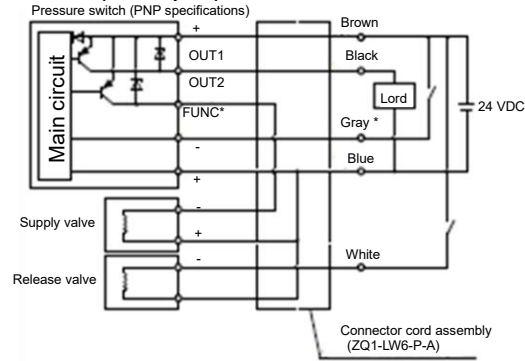 Pressure switch (PNP specifications)
+
Brown
OUT1
Black
OUT2
Lord
FUNC*
24 VDC
Gray *
-
Blue
+
Main circuit
Supply valve
-
+
Release valve
-
White
Connector cord assembly
(ZQ1-LW6-P-A)